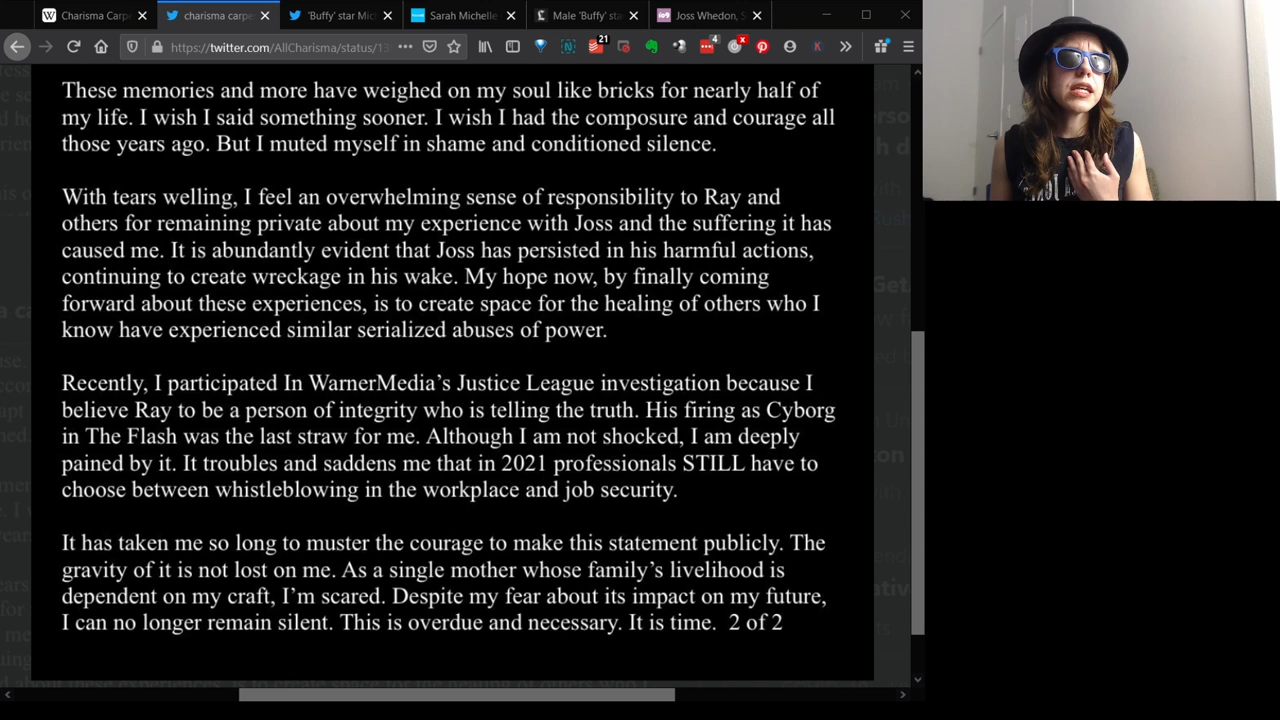 Charisma Carpe
charisma carpe
'Buffy' star Mic
Sarah Michelle
Male 'Buffy' sta
Joss Whedon, S
https://twitter.com/AllCharisma/status/13
21
4
These memories and more have weighed on my soul like bricks for nearly half of
my life. I wish I said something sooner. I wish I had the composure and courage all
those years ago. But I muted myself in shame and conditioned silence.
With tears welling, I feel an overwhelming sense of responsibility to Ray and
others for remaining private about my experience with Joss and the suffering it has
caused me. It is abundantly evident that Joss has persisted in his harmful actions,
continuing to create wreckage in his wake. My hope now, by finally coming
forward about these experiences, is to create space for the healing of others who I
know have experienced similar serialized abuses of power.
Recently, I participated In WarnerMedia’s Justice League investigation because I
believe Ray to be a person of integrity who is telling the truth. His firing as Cyborg
in The Flash was the last straw for me. Although I am not shocked, I am deeply
pained by it. It troubles and saddens me that in 2021 professionals STILL have to
choose between whistleblowing in the workplace and job security.
It has taken me so long to muster the courage to make this statement publicly. The
gravity of it is not lost on me. As a single mother whose family’s livelihood is
dependent on my craft, I’m scared. Despite my fear about its impact on my future,
I can no longer remain silent. This is overdue and necessary. It is time. 2 of 2